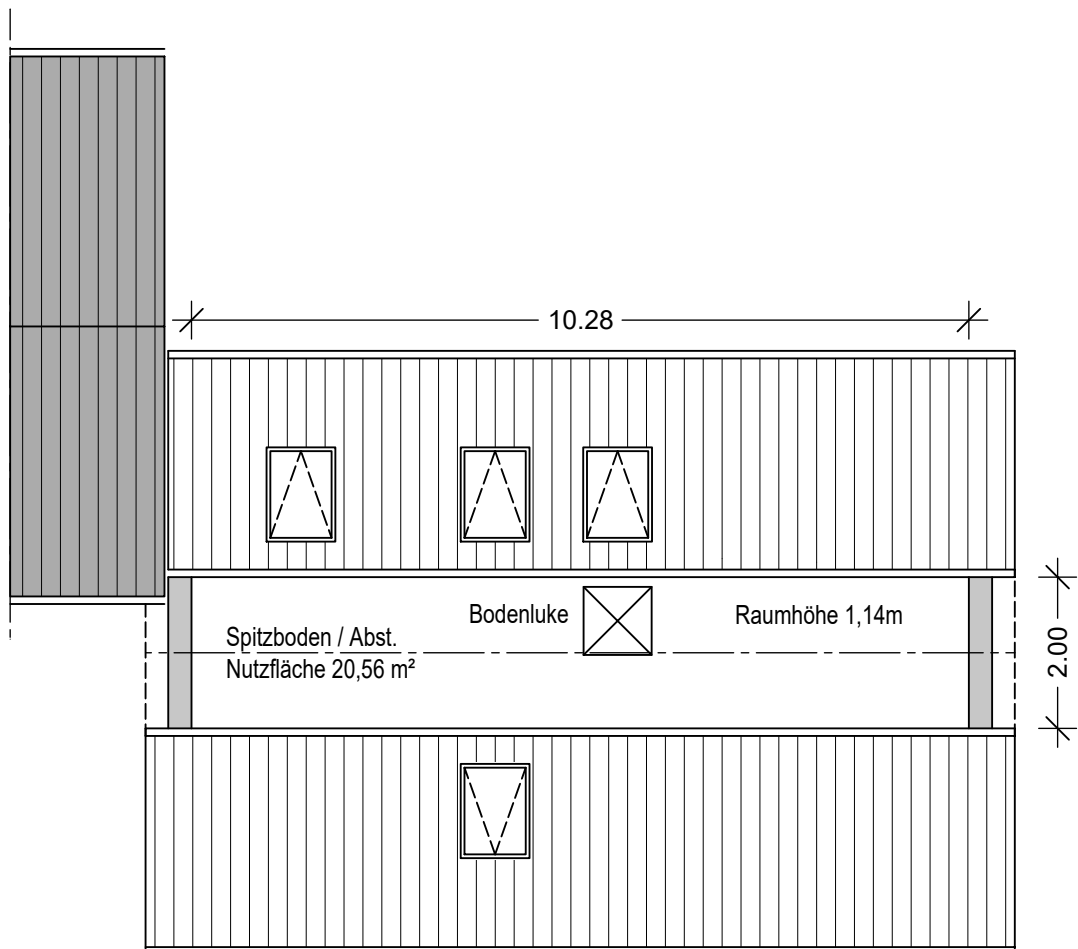 10.28
Bodenluke
Raumhöhe 1,14m
Spitzboden / Abst.
Nutzfläche 20,56 m²
2.00